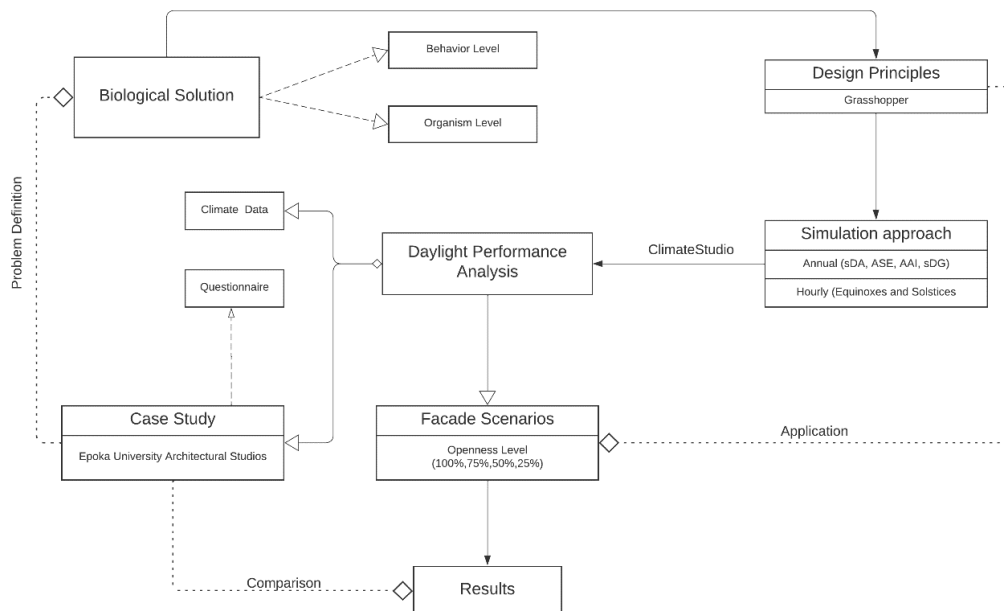 Behavior Level
Biological Solution
Organism Level
Design Principles
Grasshopper
Problem Definition
Climate Data
Questionnaire
Daylight Performance
Analysis
ClimateStudio
Simulation approach
Annual (sDA, ASE, AAI, sDG)
Hourly (Equinoxes and Solstices
Case Study
Epoka University Architectural Studios
Facade Scenarios
Openness Level
(100%,75%,50%,25%)
Application
Comparison
Results